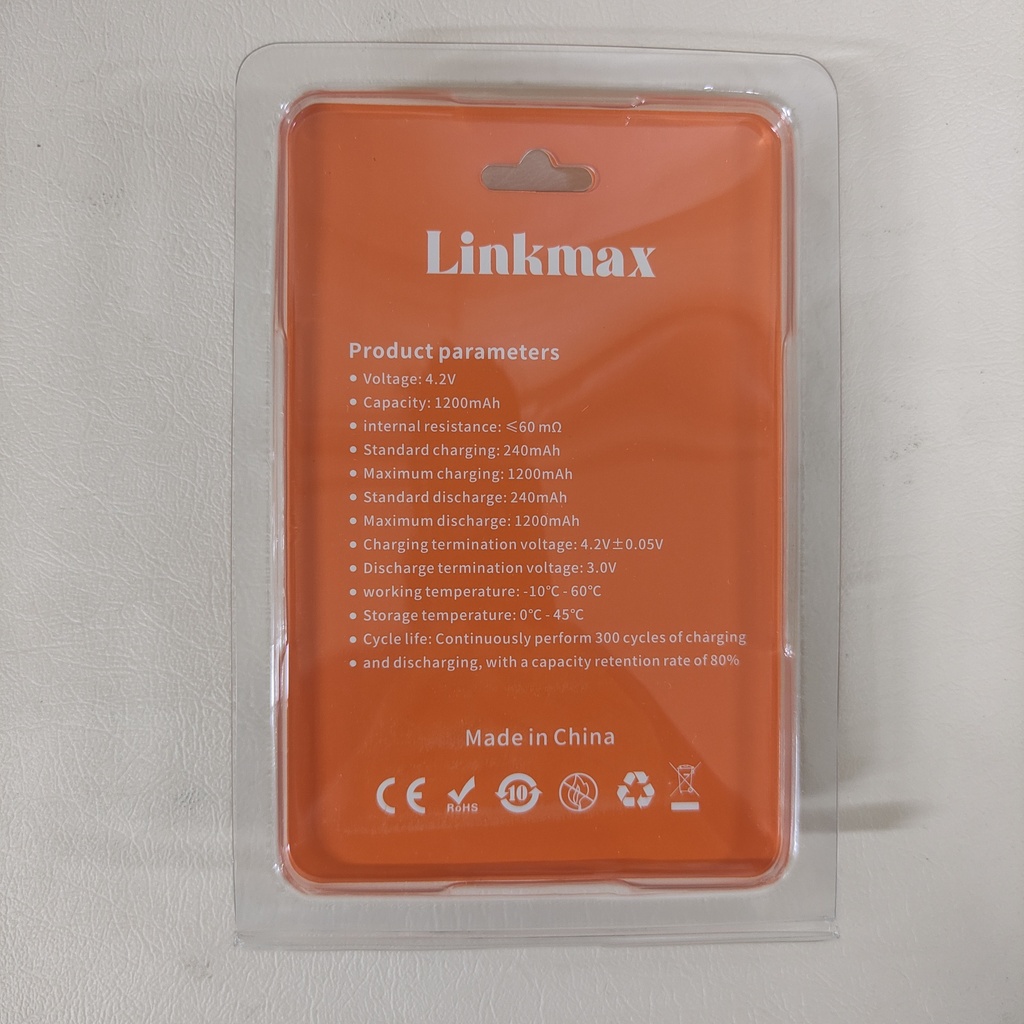 Linkmax
Product parameters
• Voltage: 4.2V
• Capacity: 1200mAh
• internal resistance: ≤60 mΩ
• Standard charging: 240mAh
• Maximum charging: 1200mAh
• Standard discharge: 240mAh
• Maximum discharge: 1200mAh
• Charging termination voltage: 4.2V±0.05V
• Discharge termination voltage: 3.0V
• working temperature: -10℃ - 60℃
• Storage temperature: 0℃ - 45℃
• Cycle life: Continuously perform 300 cycles of charging
• and discharging, with a capacity retention rate of 80%
Made in China
CE RoHS 10